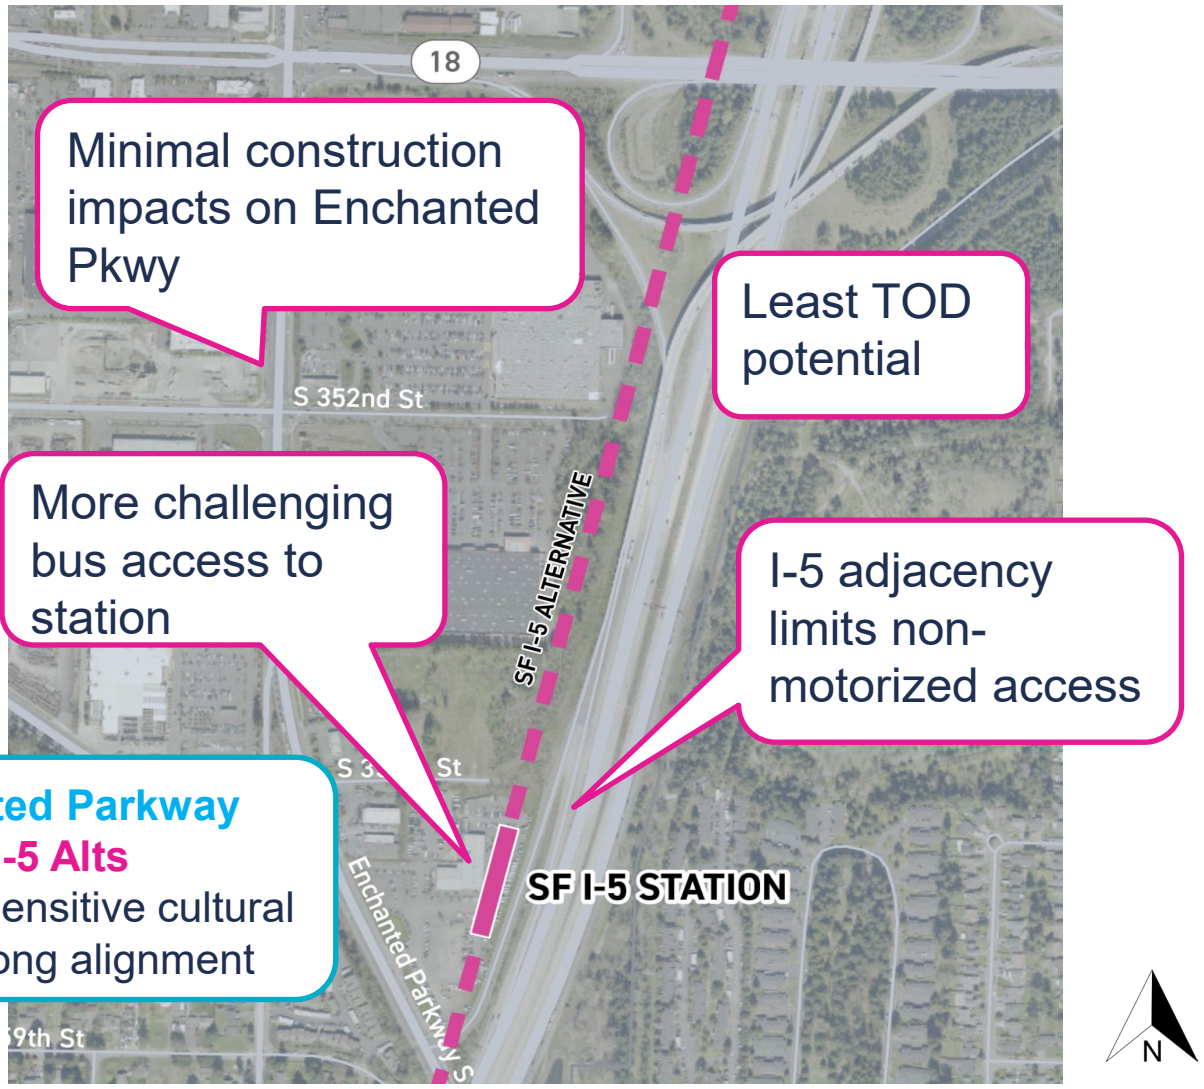 18
Minimal construction
impacts on Enchanted
Pkwy
Least TOD
potential
S 352nd St
More challenging
bus access to
station
SF I-5 ALTERNATIVE
I-5 adjacency
limits non-
motorized access
St
ted Parkway
-5 Alts
ensitive cultural
ong alignment
SF I-5 STATION
Enchanted Parkway S
9th St
N